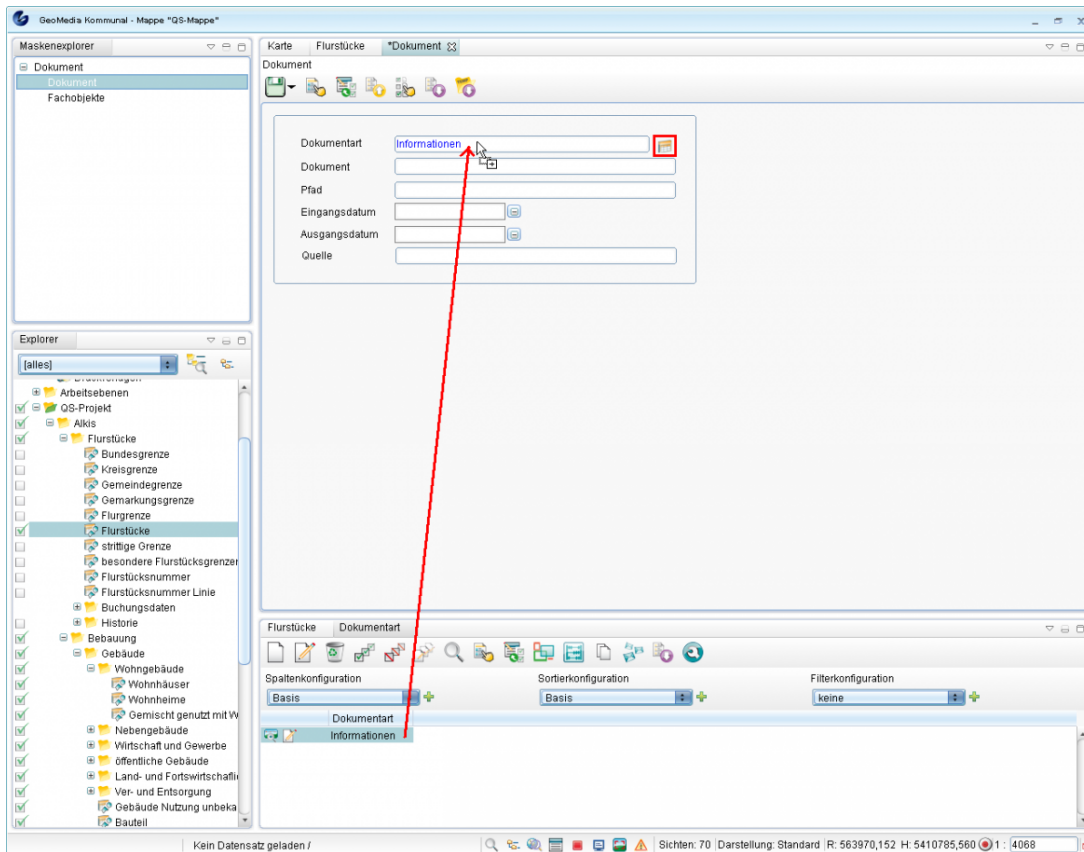 GeoMedia Kommunal - Mappe "QS-Mappe"
Maskenexplorer
Dokument
Dokument
Fachobjekte
Karte Flurstücke *Dokument
Dokument
Dokumentart Informationen
Dokument
Pfad
Eingangsdatum
Ausgangsdatum
Quelle
Explorer
[alles]
Arbeitsebenen
QS-Projekt
Alkis
Flurstücke
Bundesgrenze
Kreisgrenze
Gemeindegrenze
Gemarkungsgrenze
Flurgrenze
Flurstücke
strittige Grenze
besondere Flurstücksgrenzen
Flurstücksnummer
Flurstücksnummer Linie
Buchungsdaten
Historie
Bebauung
Gebäude
Wohngebäude
Wohnhäuser
Wohnheime
Gemischt genutzt mit W
Nebengebäude
Wirtschaft und Gewerbe
öffentliche Gebäude
Land- und Fortswirtschaftli
Ver- und Entsorgung
Gebäude Nutzung unbeka
Bauteil
Flurstücke Dokumentart
Spaltenkonfiguration Sortierkonfiguration Filterkonfiguration
Basis Basis keine
Dokumentart
Informationen
Kein Datensatz geladen / Sichten: 70 Darstellung: Standard R: 563970,152 H: 5410785,560 1 : 4068